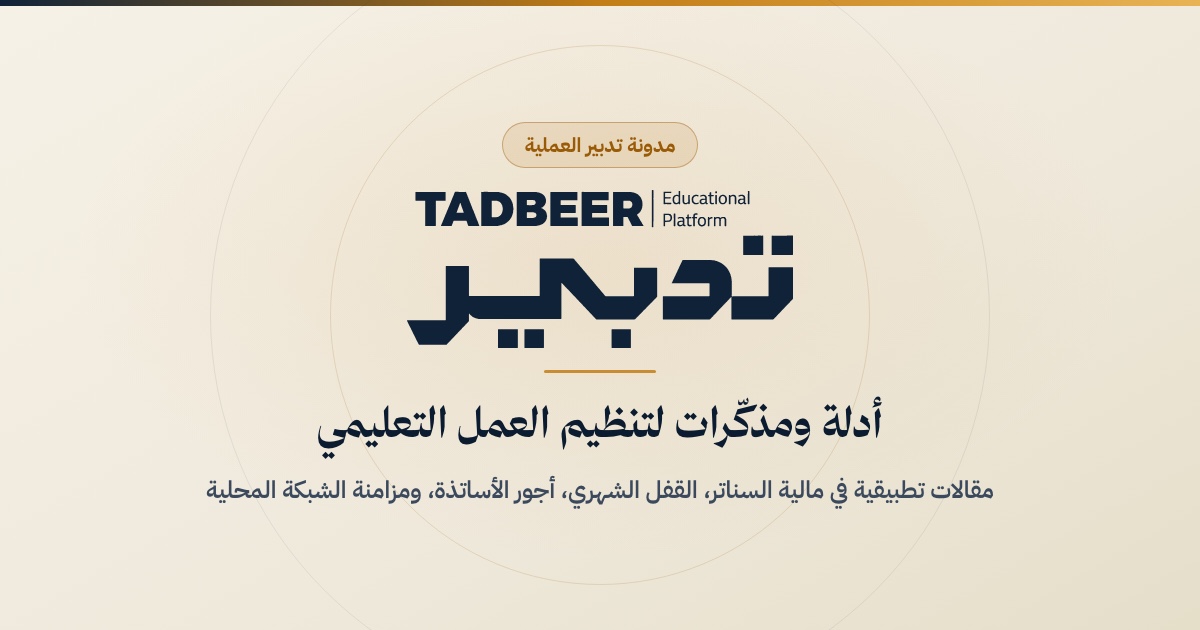 مدونة تدبير العملية
TADBEER
Educational
Platform
تدبير
أدلة ومذكّرات لتنظيم العمل التعليمي
مقالات تطبيقية في مالية السناتر، القفل الشهري، أجور الأساتذة، ومزامنة الشبكة المحلية